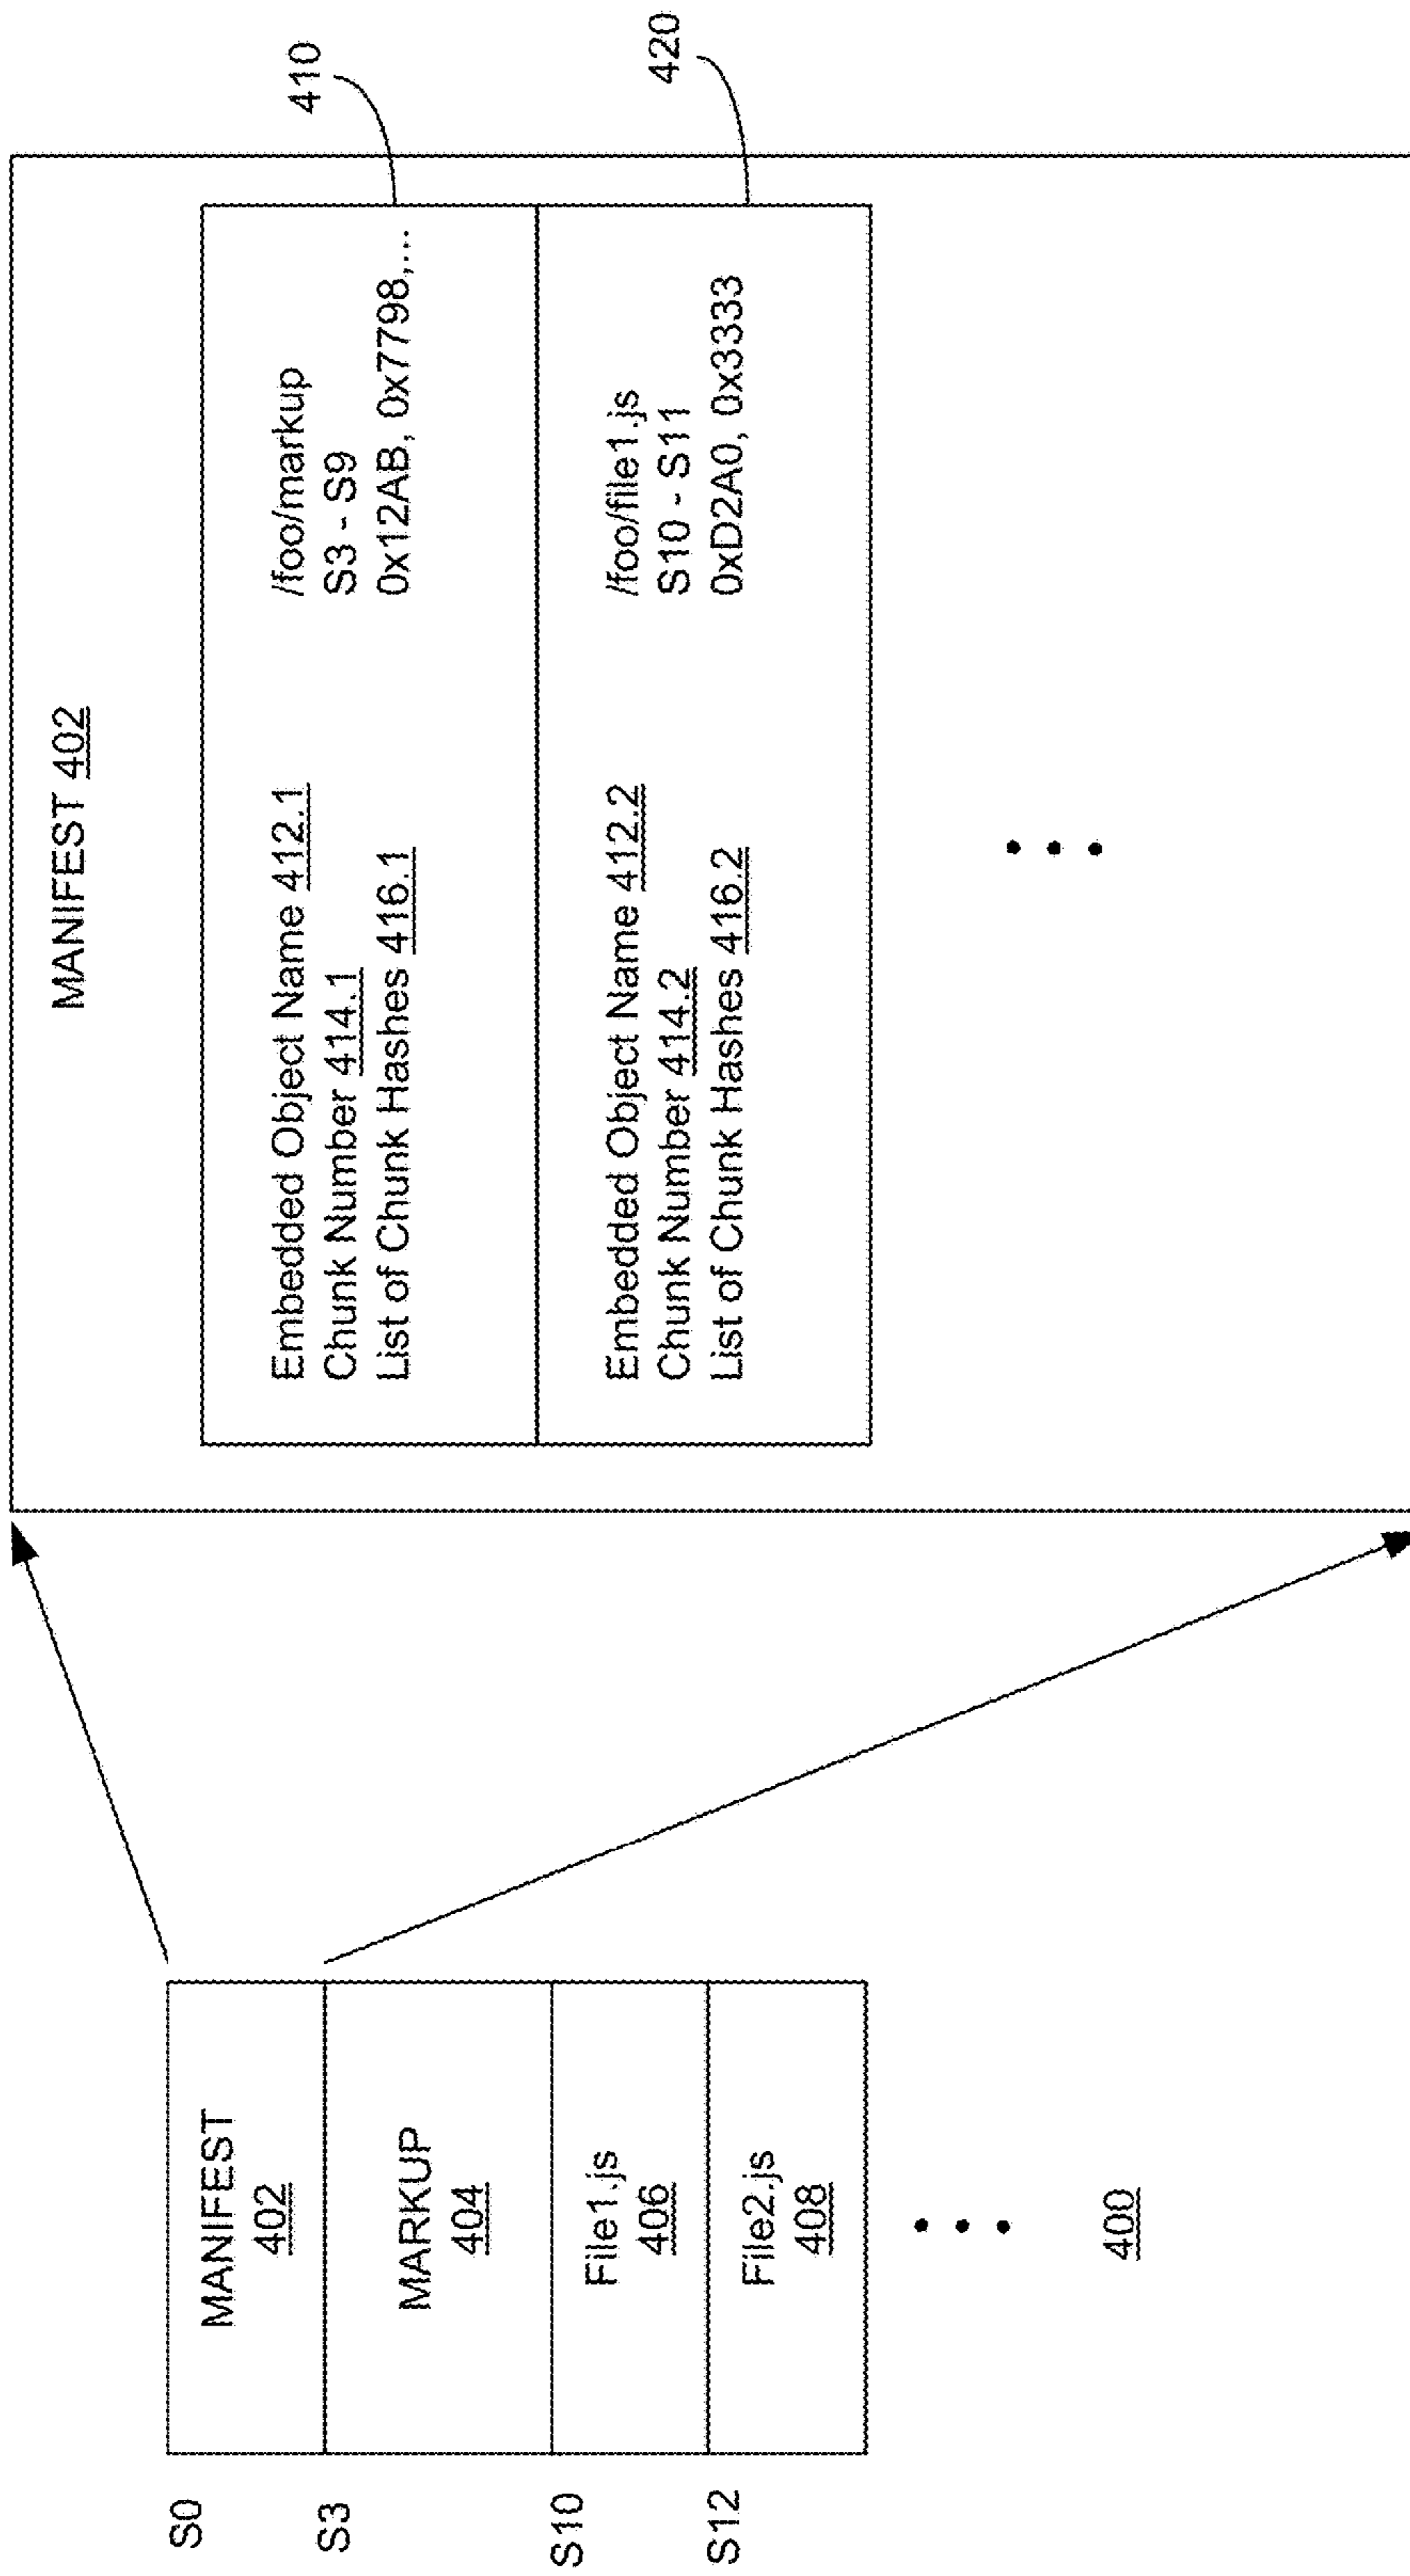 S0
MANIFEST
402
S3
MARKUP
404
S10
File1.js
406
S12
File2.js
408
400
MANIFEST 402
Embedded Object Name 412.1 /foo/markup
Chunk Number 414.1 S3 - S9
List of Chunk Hashes 416.1 0x12AB, 0x7798,...
410
Embedded Object Name 412.2 /foo/file1.js
Chunk Number 414.2 S10 - S11
List of Chunk Hashes 416.2 0xD2A0, 0x3333
420